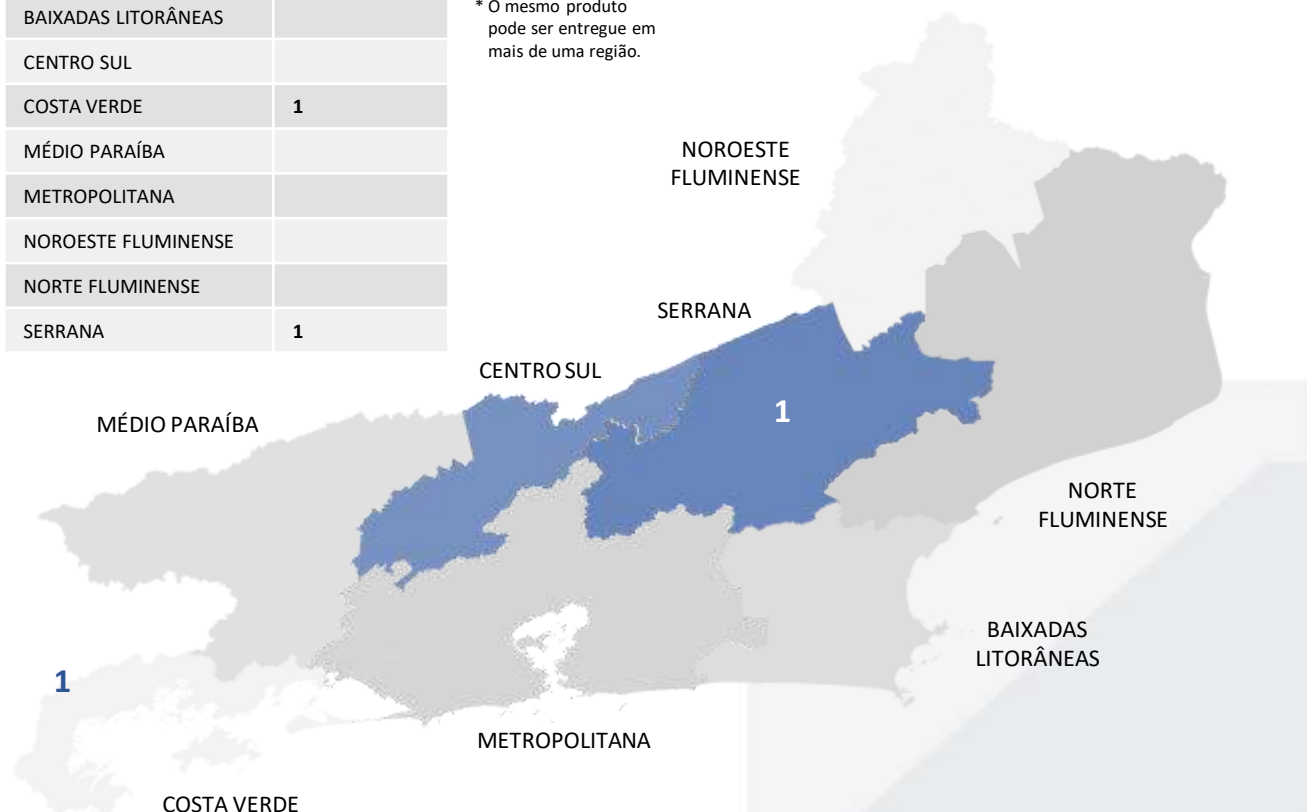 BAIXADAS LITORÂNEAS
CENTRO SUL
COSTA VERDE 1
MÉDIO PARAÍBA
METROPOLITANA
NOROESTE FLUMINENSE
NORTE FLUMINENSE
SERRANA 1
* O mesmo produto
pode ser entregue em
mais de uma região.
NOROESTE
FLUMINENSE
SERRANA
CENTRO SUL
MÉDIO PARAÍBA
1
NORTE
FLUMINENSE
BAIXADAS
LITORÂNEAS
1
METROPOLITANA
COSTA VERDE